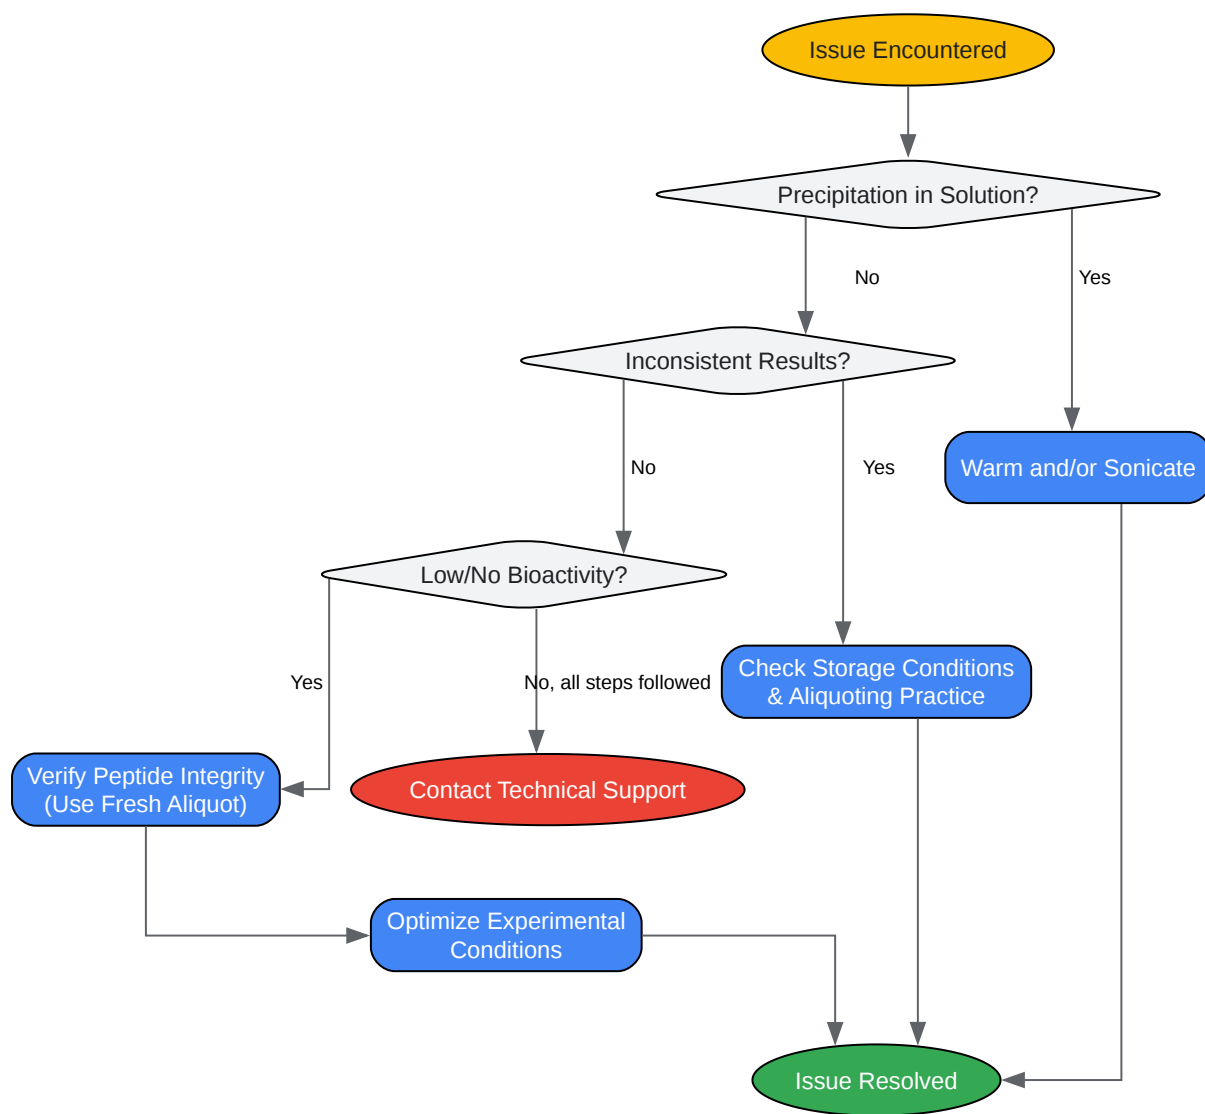 Issue Encountered
Precipitation in Solution?
No
Yes
Inconsistent Results?
No
Yes
Warm and/or Sonicate
Low/No Bioactivity?
Yes
No, all steps followed
Check Storage Conditions
& Aliquoting Practice
Verify Peptide Integrity
(Use Fresh Aliquot)
Contact Technical Support
Optimize Experimental
Conditions
Issue Resolved